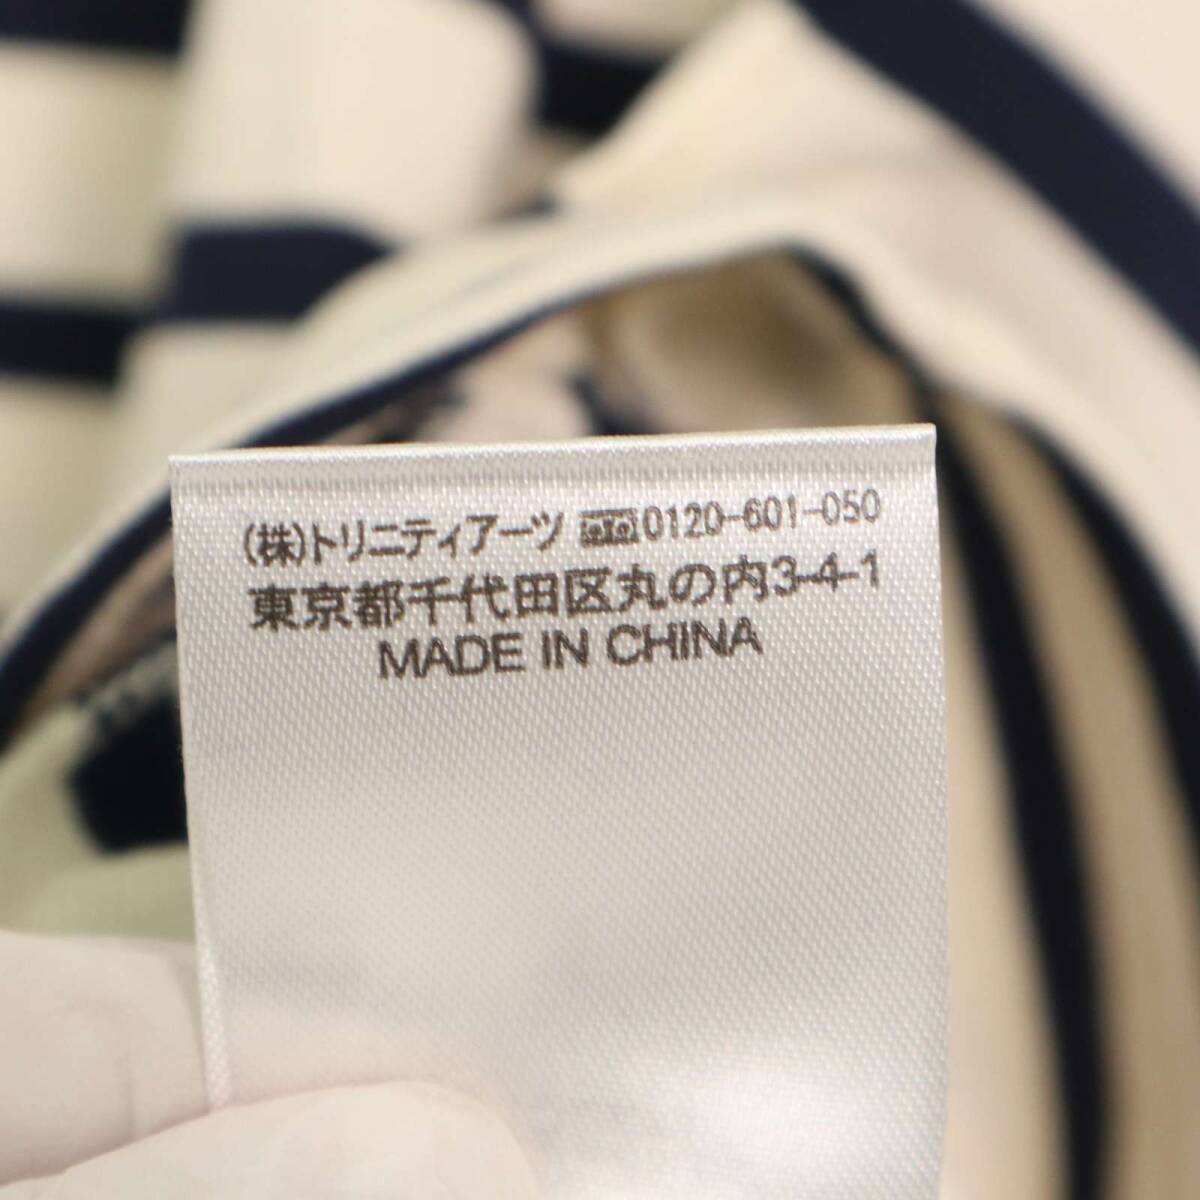 (株)トリニティアーツ 0120-601-050
東京都千代田区丸の内3-4-1
MADE IN CHINA